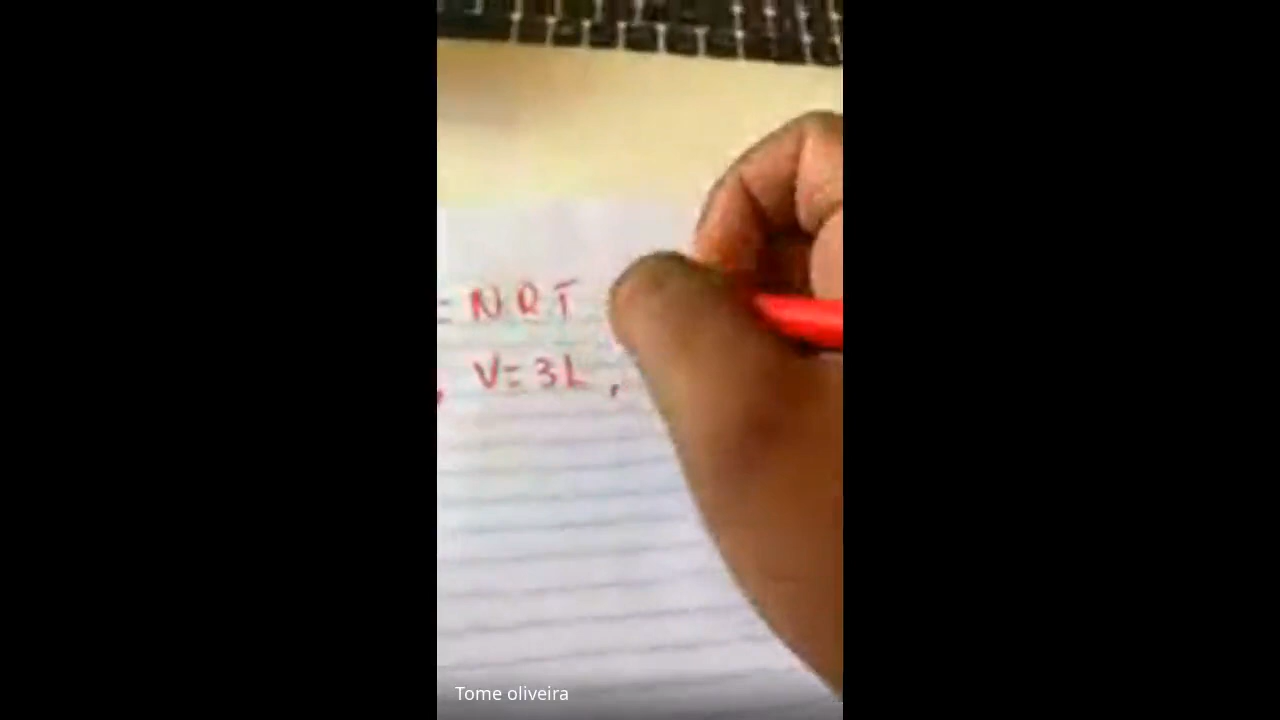 = NRT
, V=3L,
Tome oliveira